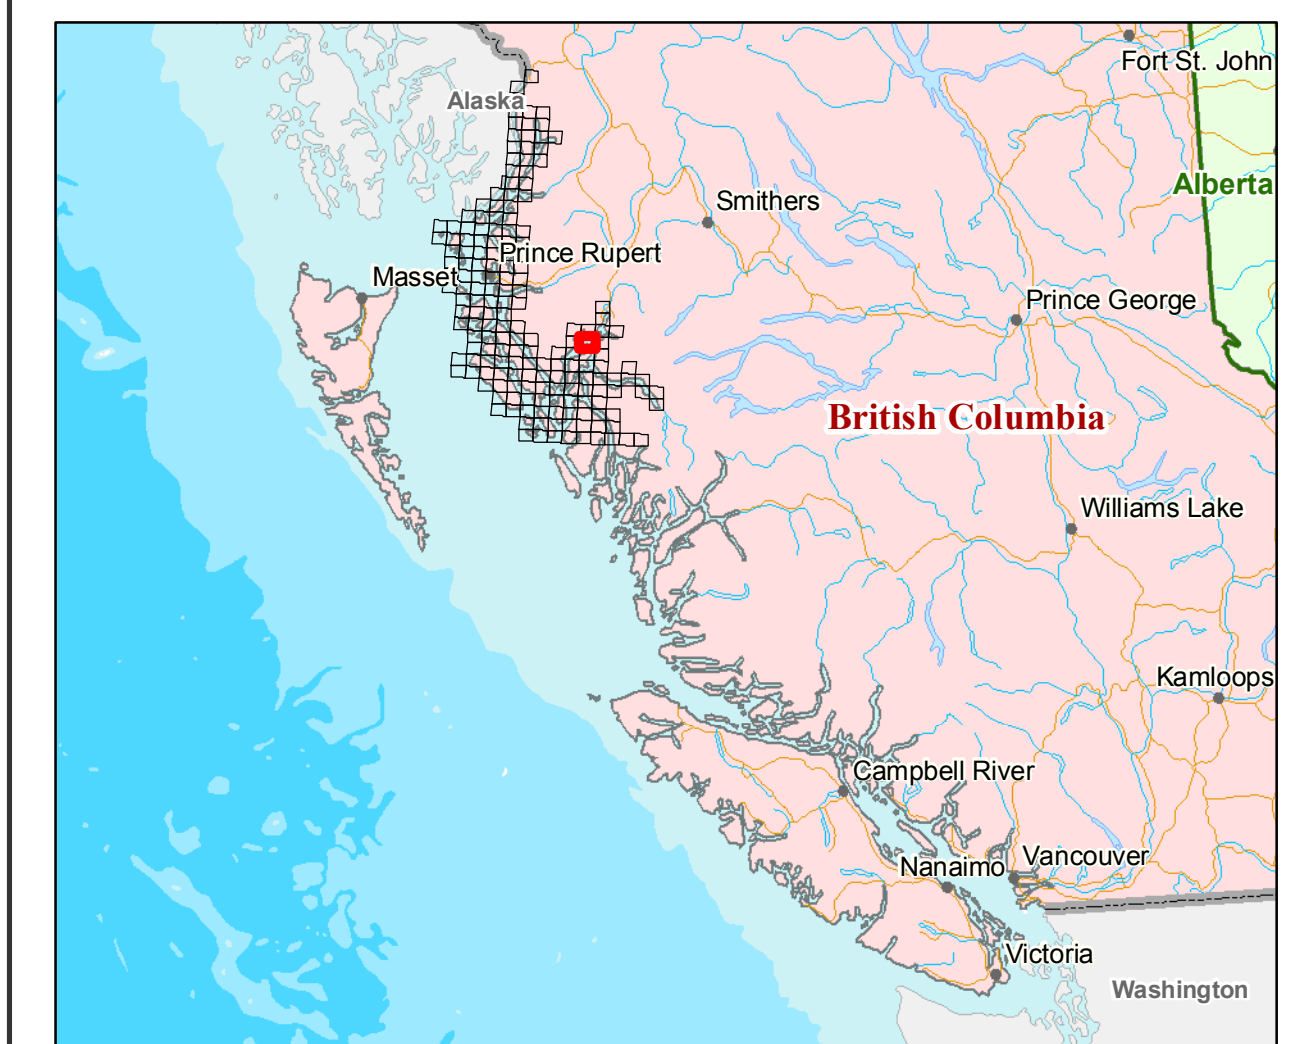 Fort St. John
Alaska
Alberta
Smithers
Prince Rupert
Masset
Prince George
British Columbia
Williams Lake
Kamloops
Campbell River
Vancouver
Nanaimo
Victoria
Washington